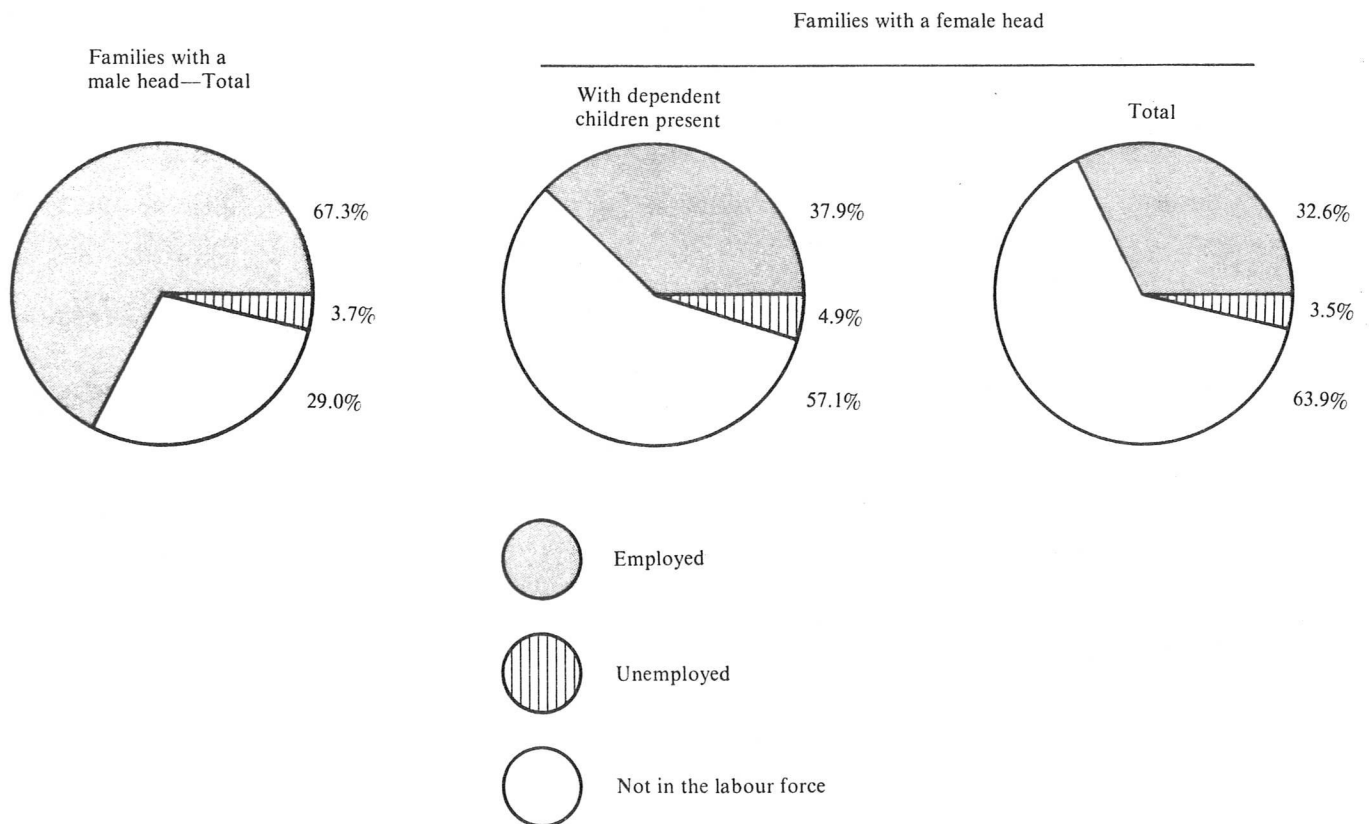 Families with a female head
Families with a
male head—Total
With dependent
children present
Total
67.3%
3.7%
29.0%
37.9%
4.9%
57.1%
32.6%
3.5%
63.9%
Employed
Unemployed
Not in the labour force